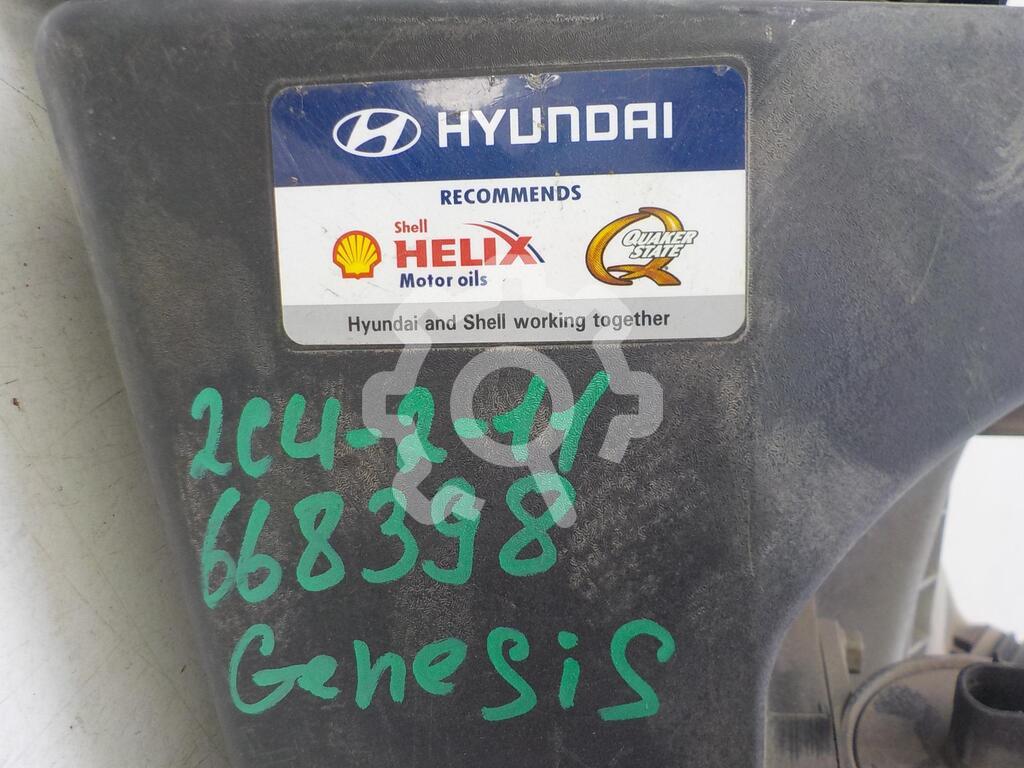 HYUNDAI
RECOMMENDS
Shell
HELIX
Motor oils
QUAKER
STATE
Hyundai and Shell working together
2C4-2-11
668398
Genesis